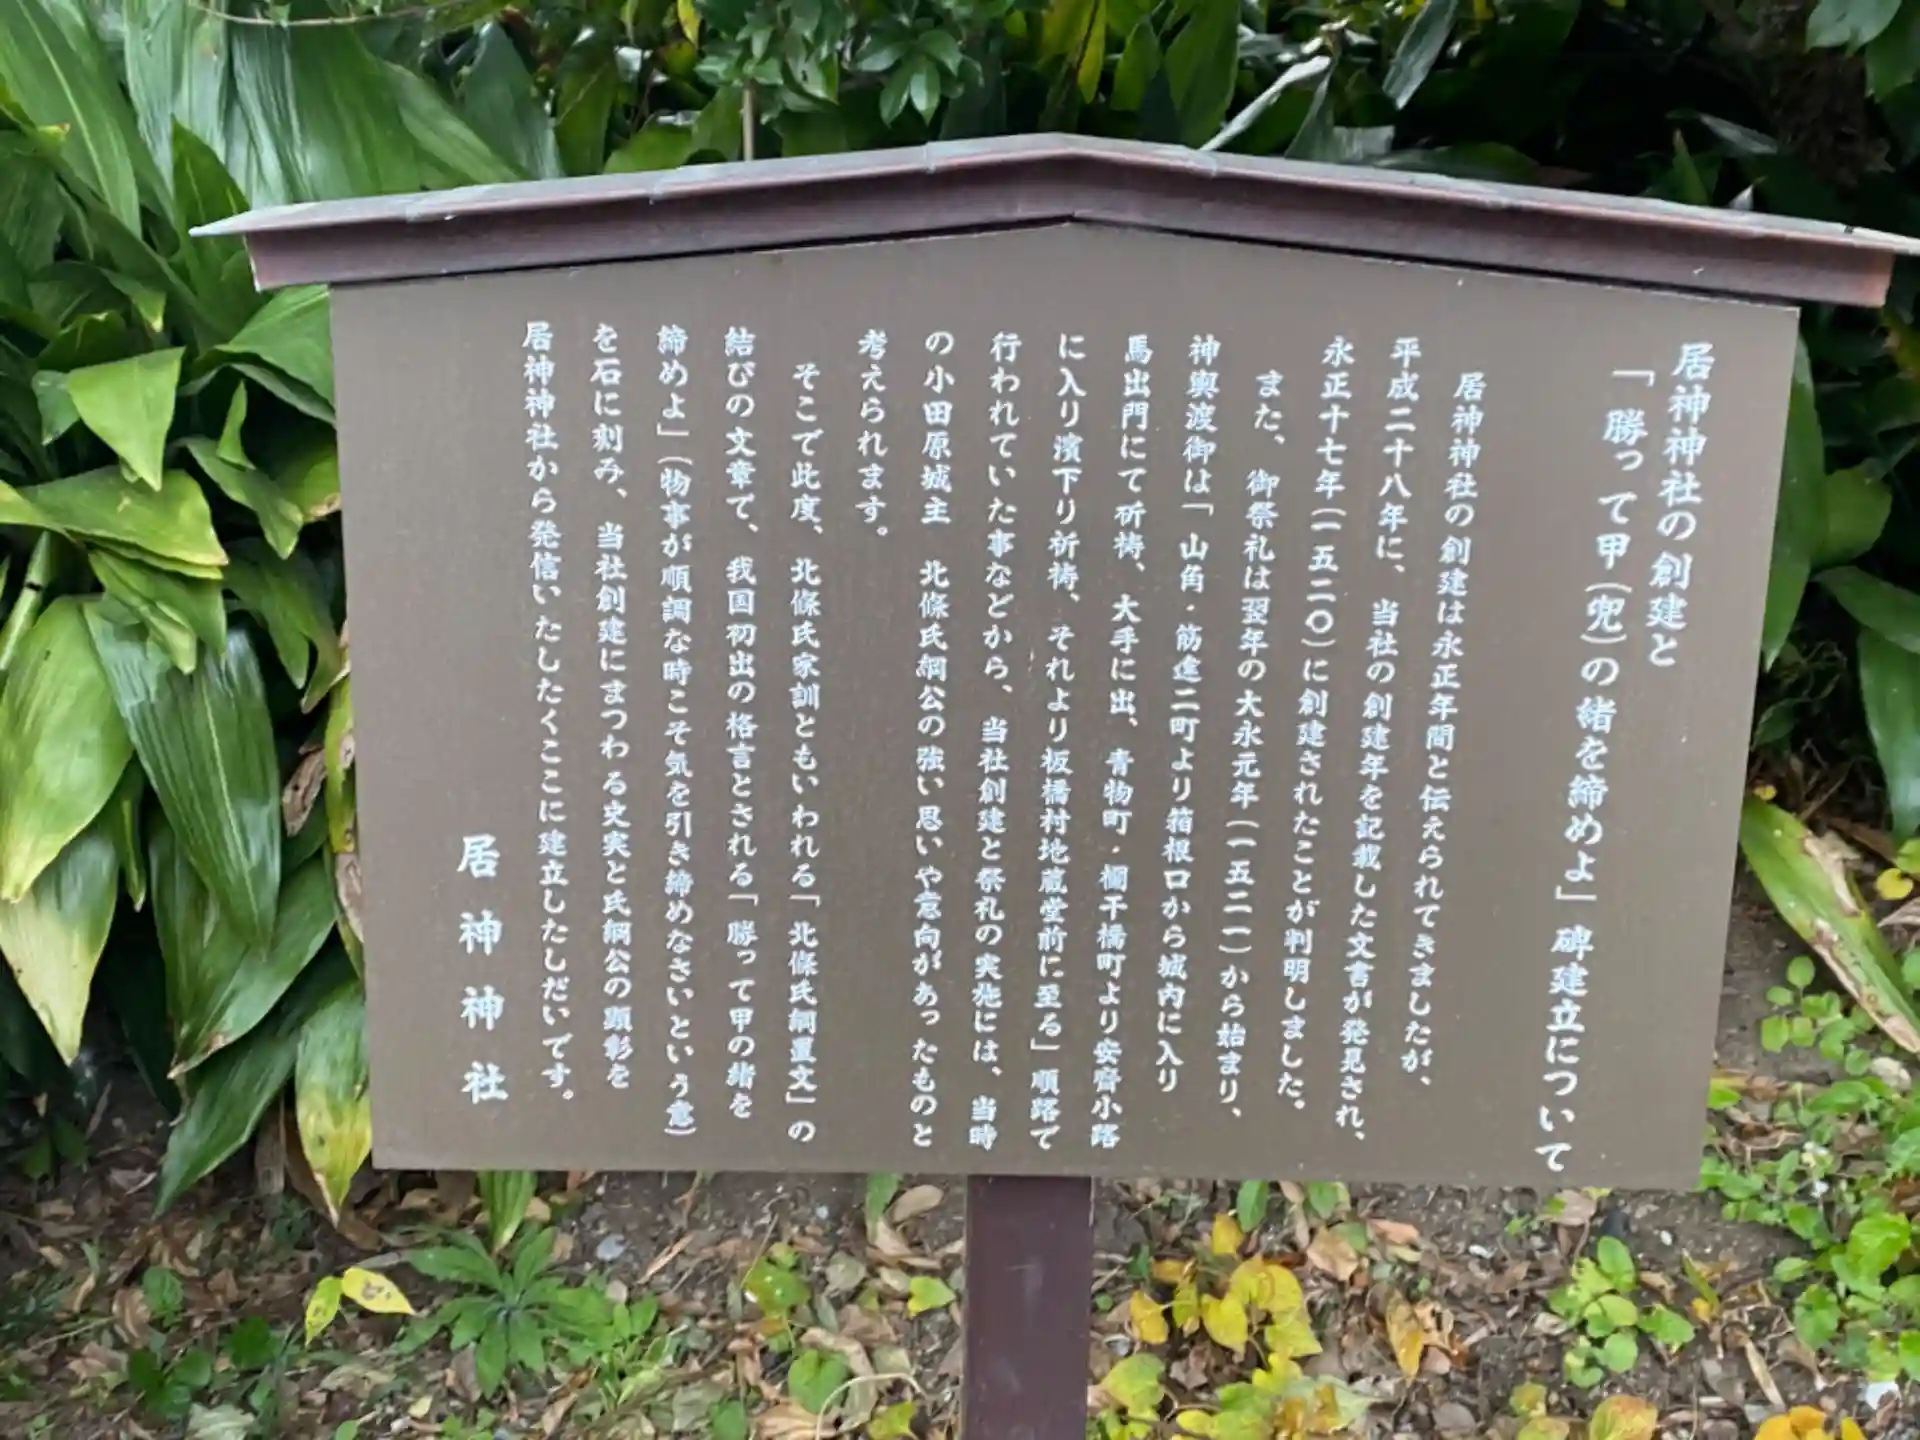 居神神社の創建と
「勝って甲(兜)の緒を締めよ」碑建立について
居神神社の創建は永正年間と伝えられてきましたが、
平成二十八年に、当社の創建年を記載した文書が発見され、
永正十七年(一五二〇)に創建されたことが判明しました。
また、御祭礼は翌年の大永元年(一五二一)から始まり、
神輿渡御は「山角・筋違二町より箱根口から城内に入り
馬出門にて祈祷、大手に出、青物町・欄干橋町より安齋小路
に入り濱下り祈祷、それより板橋村地蔵堂前に至る」順路で
行われていた事などから、当社創建と祭礼の実施には、当時
の小田原城主 北條氏綱公の強い思いや意向があったものと
考えられます。
そこで此度、北條氏家訓ともいわれる「北條氏綱置文」の
結びの文章で、我国初出の格言とされる「勝って甲の緒を
締めよ」(物事が順調な時こそ気を引き締めなさいという意)
を石に刻み、当社創建にまつわる史実と氏綱公の顕彰を
居神神社から発信いたしたくここに建立したしだいです。
居神神社